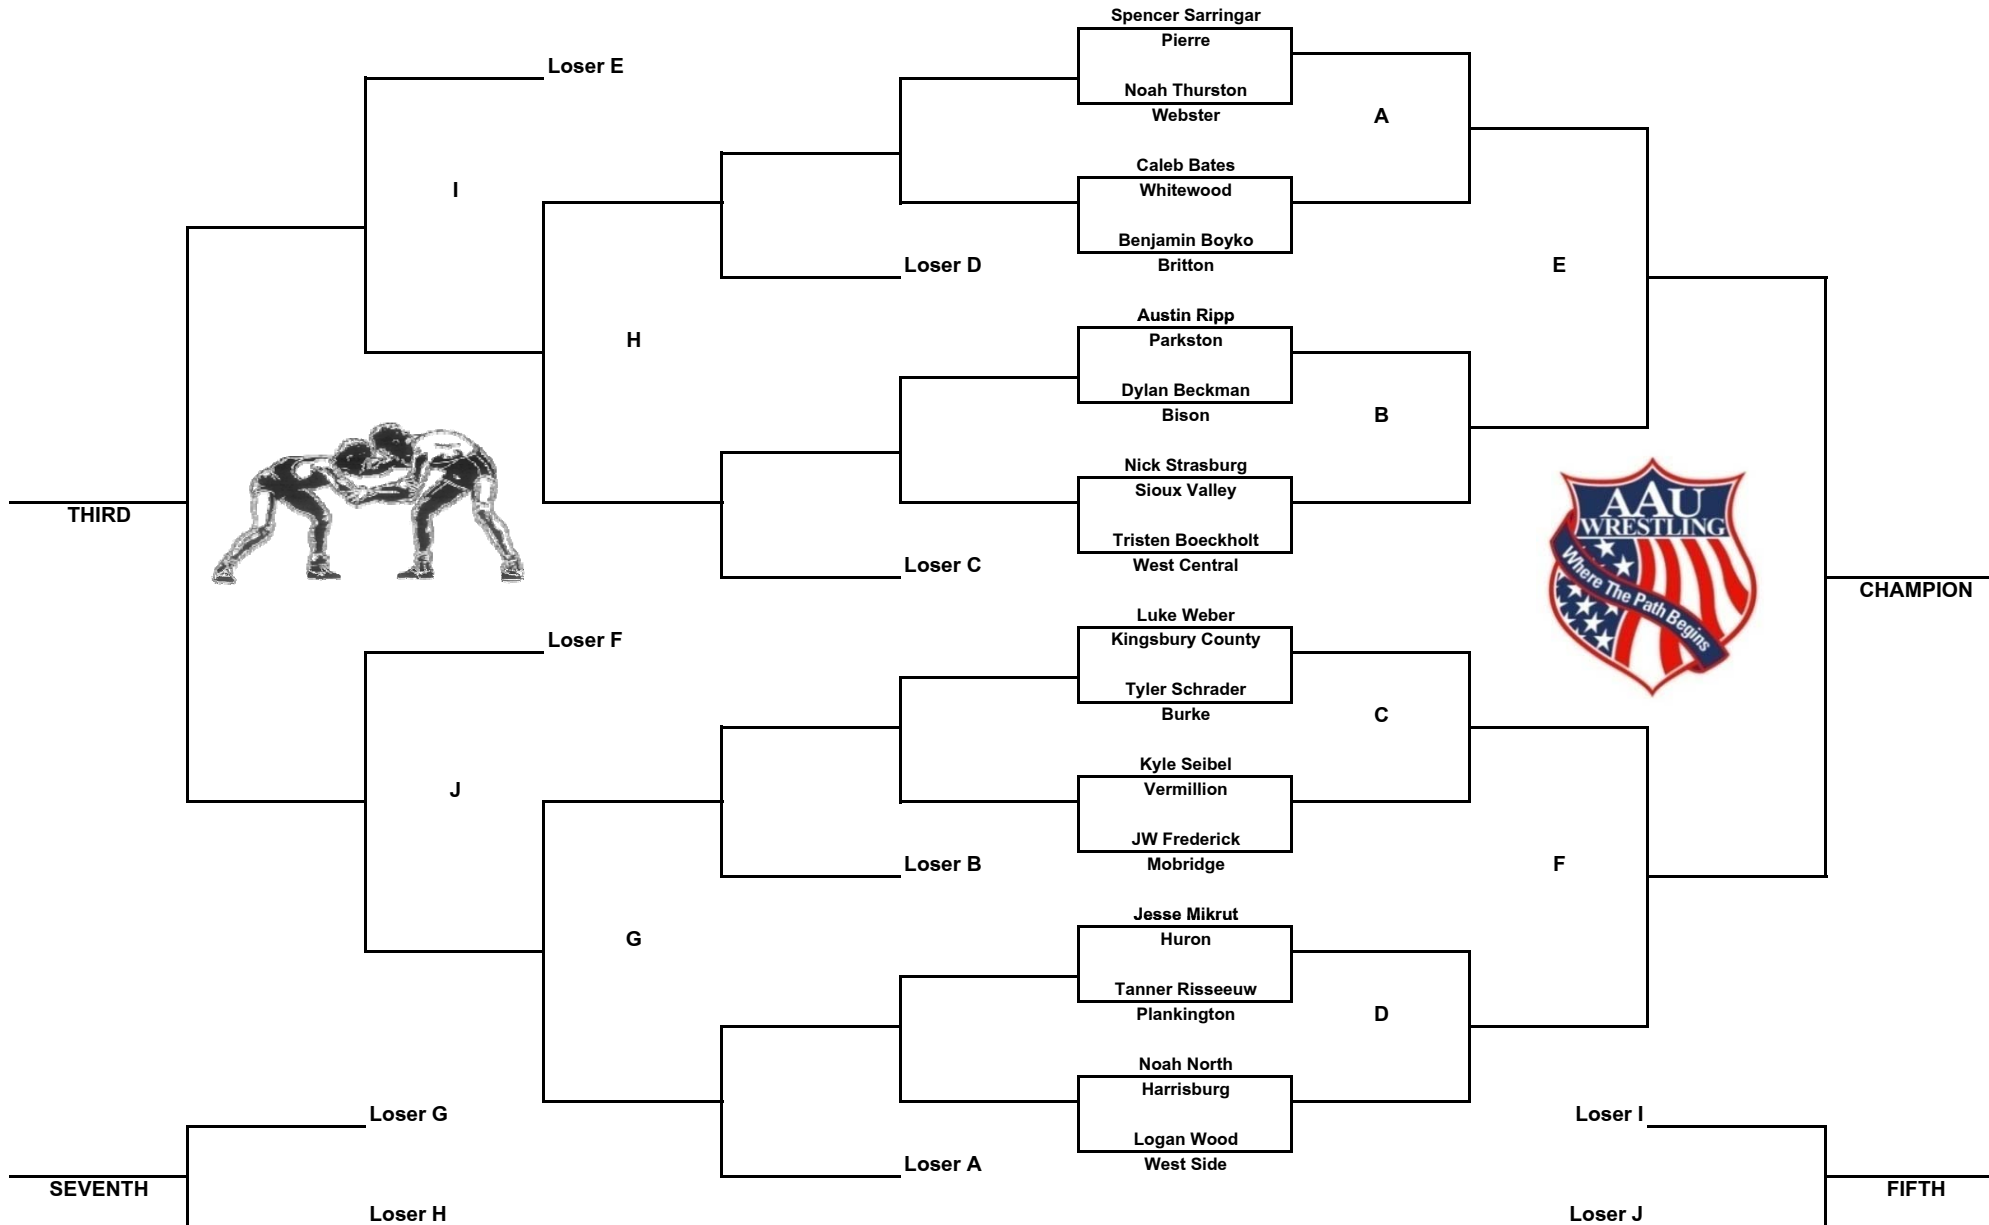 Spencer Sarringar
Pierre
Loser E
Noah Thurston
Webster
A
Caleb Bates
Whitewood
I
Benjamin Boyko
Britton
Loser D
E
Austin Ripp
Parkston
H
Dylan Beckman
Bison
B
Nick Strasburg
Sioux Valley
THIRD
AAU
WRESTLING
Where The Path Begins
Tristen Boeckholt
West Central
Loser C
CHAMPION
Luke Weber
Kingsbury County
Loser F
Tyler Schrader
Burke
C
Kyle Seibel
Vermillion
J
JW Frederick
Mobridge
Loser B
F
Jesse Mikrut
Huron
G
Tanner Risseeuw
Plankington
D
Noah North
Harrisburg
Loser G
Loser I
Logan Wood
West Side
Loser A
SEVENTH
FIFTH
Loser H
Loser J